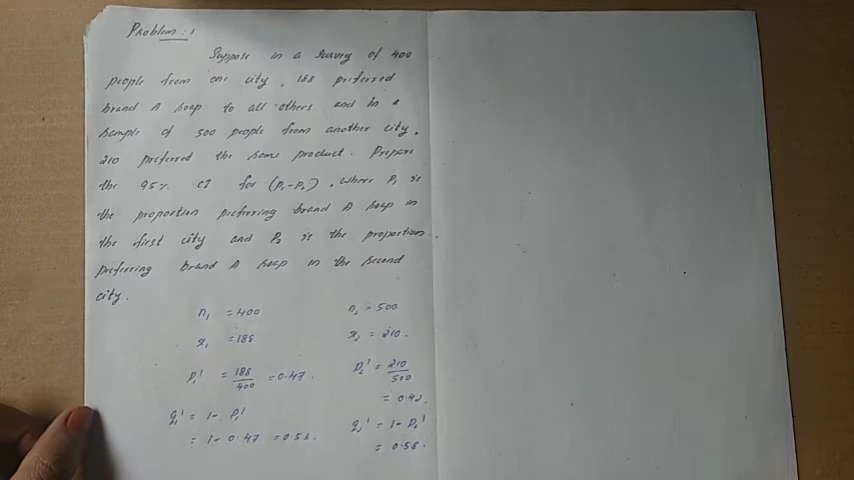 Problem : 1
Suppose in a survey of 400
people from one city, 188 preferred
brand A soap to all others and in a
sample of 500 people from another city,
210 preferred the same product. Prepare
the 95% CI for (P₁-P₂), where P₁ is
the proportion preferring brand A soap in
the first city and P₂ is the proportion
preferring brand A soap in the second
city.
n₁ = 400 n₂ = 500
x₁ = 188 x₂ = 210.
P₁' = 188/400 = 0.47. P₂' = 210/500
= 0.42.
q₁' = 1- P₁' q₂' = 1- P₂'
= 1- 0.47 = 0.53. = 0.58.